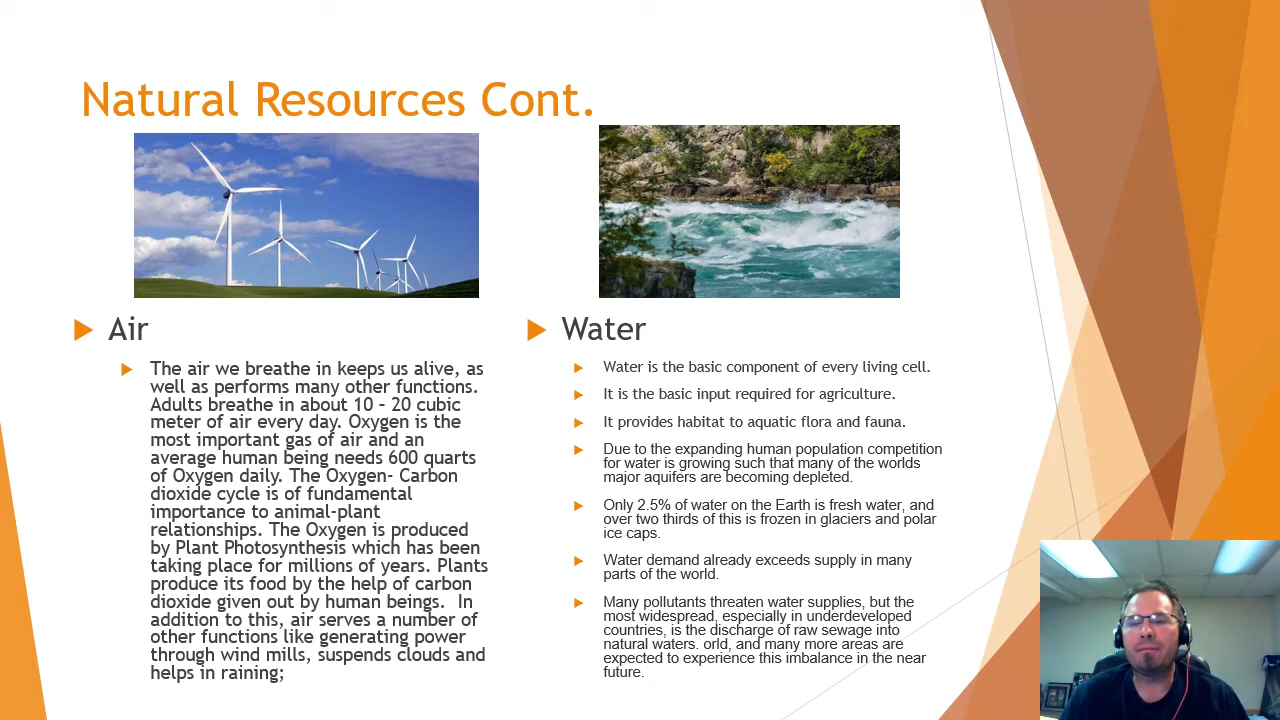 Natural Resources Cont.
Air
The air we breathe in keeps us alive, as
well as performs many other functions.
Adults breathe in about 10 – 20 cubic
meter of air every day. Oxygen is the
most important gas of air and an
average human being needs 600 quarts
of Oxygen daily. The Oxygen- Carbon
dioxide cycle is of fundamental
importance to animal-plant
relationships. The Oxygen is produced
by Plant Photosynthesis which has been
taking place for millions of years. Plants
produce its food by the help of carbon
dioxide given out by human beings.  In
addition to this, air serves a number of
other functions like generating power
through wind mills, suspends clouds and
helps in raining;
Water
Water is the basic component of every living cell.
It is the basic input required for agriculture.
It provides habitat to aquatic flora and fauna.
Due to the expanding human population competition
for water is growing such that many of the worlds
major aquifers are becoming depleted.
Only 2.5% of water on the Earth is fresh water, and
over two thirds of this is frozen in glaciers and polar
ice caps.
Water demand already exceeds supply in many
parts of the world.
Many pollutants threaten water supplies, but the
most widespread, especially in underdeveloped
countries, is the discharge of raw sewage into
natural waters. orld, and many more areas are
expected to experience this imbalance in the near
future.